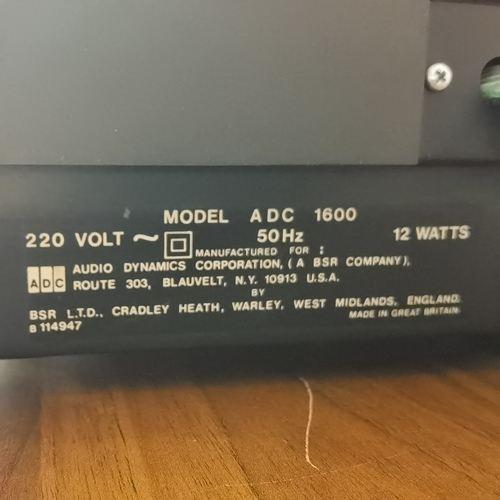 MODEL ADC 1600
220 VOLT ~ 50Hz 12 WATTS
MANUFACTURED FOR :
ADC AUDIO DYNAMICS CORPORATION, ( A BSR COMPANY),
ROUTE 303, BLAUVELT, N.Y. 10913 U.S.A.
BY
BSR L.T.D., CRADLEY HEATH, WARLEY, WEST MIDLANDS, ENGLAND.
MADE IN GREAT BRITAIN
B 114947